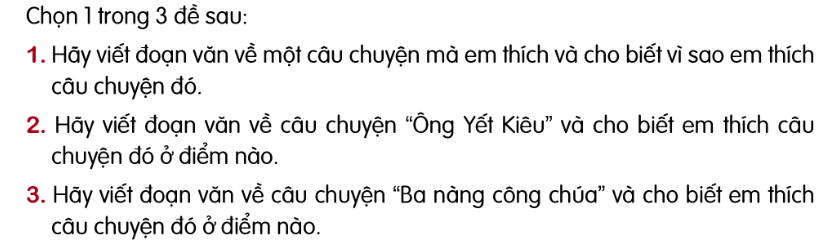 Chọn 1 trong 3 đề sau:
1. Hãy viết đoạn văn về một câu chuyện mà em thích và cho biết vì sao em thích
câu chuyện đó.
2. Hãy viết đoạn văn về câu chuyện “Ông Yết Kiêu” và cho biết em thích câu
chuyện đó ở điểm nào.
3. Hãy viết đoạn văn về câu chuyện “Ba nàng công chúa” và cho biết em thích
câu chuyện đó ở điểm nào.